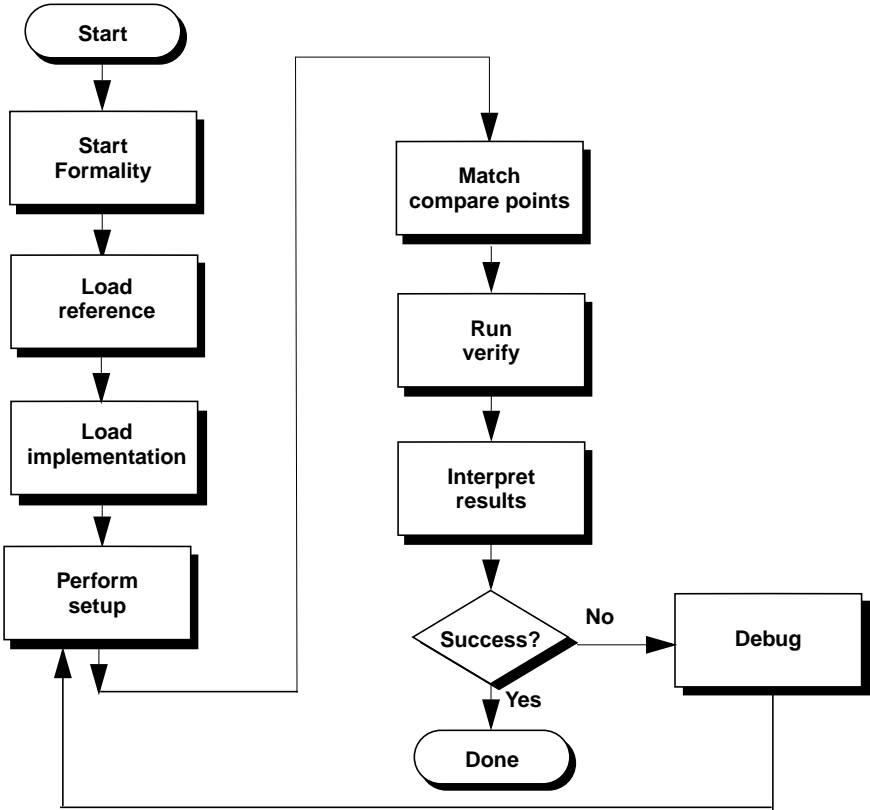 Start
Start
Formality
Load
reference
Load
implementation
Perform
setup
Match
compare points
Run
verify
Interpret
results
Success?
No
Debug
Yes
Done